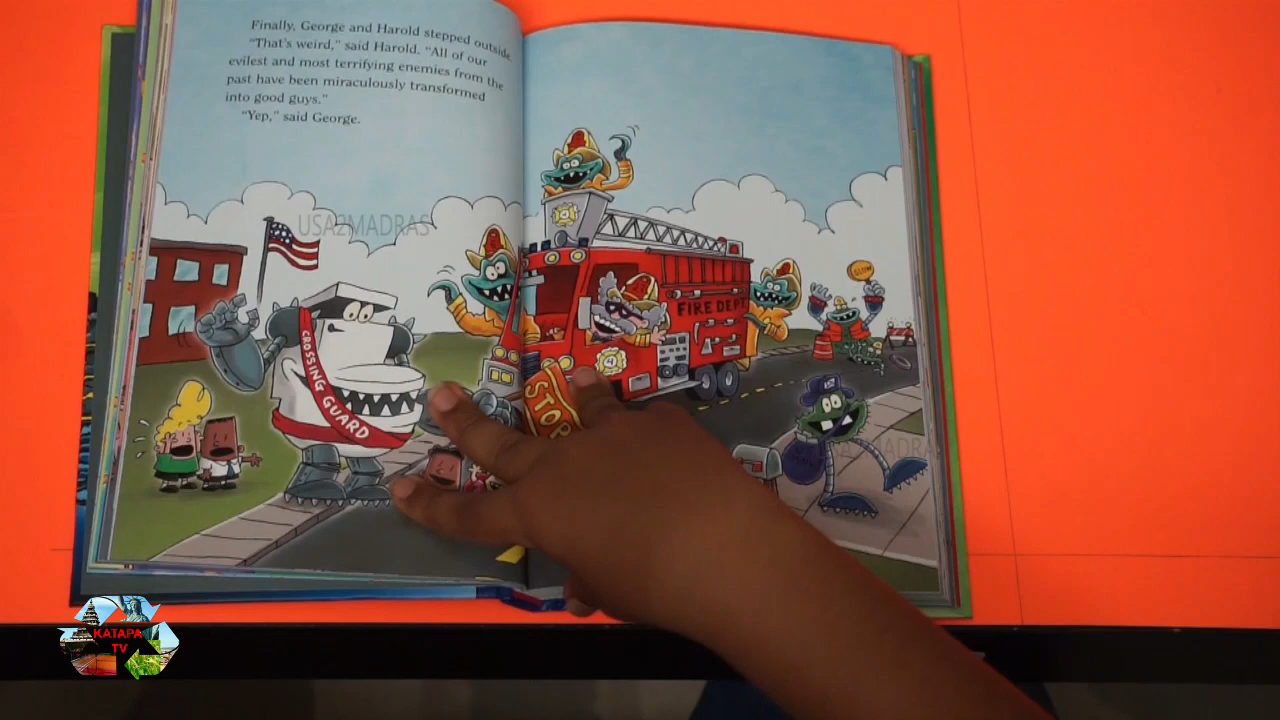 Finally, George and Harold stepped outside.
"That's weird," said Harold. "All of our
evilest and most terrifying enemies from the
past have been miraculously transformed
into good guys."
"Yep," said George.
USA2MADRAS
CROSSING GUARD
STOP
FIRE DEPT
4
SLOW
KATAPA
TV